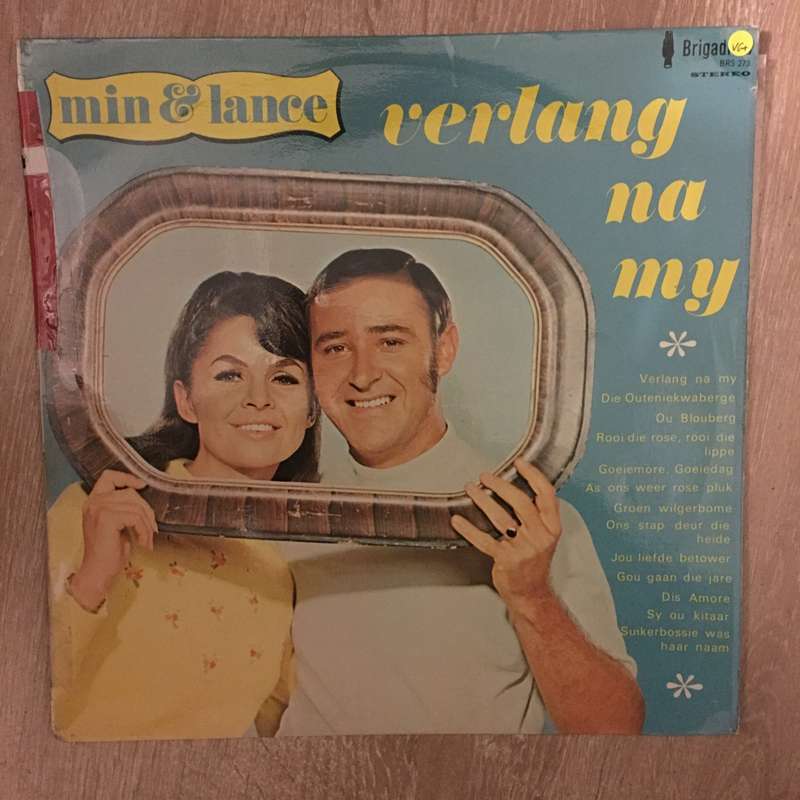 min & lance
verlang
na
my
Brigad
VG+
BRS 273
STEREO
Verlang na my
Die Outeniekwaberge
Ou Blouberg
Rooi die rose, rooi die
lippe
Goeiemore, Goeiedag
As ons weer rose pluk
Groen wilgerbome
Ons stap deur die
heide
Jou liefde betower
Gou gaan die jare
Dis Amore
Sy ou kitaar
Suikerbossie was
haar naam